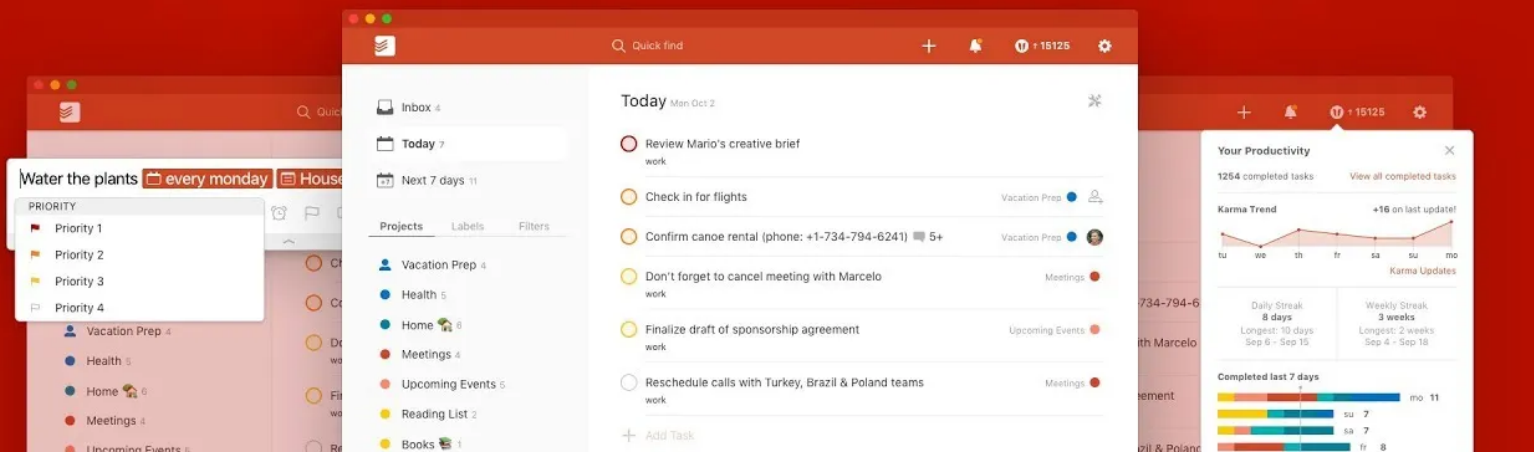 Quick find
↑ 15125
Inbox 4
Today 7
Next 7 days 11
Projects Labels Filters
Vacation Prep 4
Health 5
Home 🏡 6
Meetings 4
Upcoming Events 5
Reading List 2
Books 📚 1
Today Mon Oct 2
Review Mario's creative brief
work
Check in for flights Vacation Prep
Confirm canoe rental (phone: +1-734-794-6241) 5+ Vacation Prep
Don't forget to cancel meeting with Marcelo Meetings
work
Finalize draft of sponsorship agreement Upcoming Events
work
Reschedule calls with Turkey, Brazil & Poland teams Meetings
work
+ Add Task
Water the plants every monday House
PRIORITY
Priority 1
Priority 2
Priority 3
Priority 4
Vacation Prep 4
Health 5
Home 🏡 6
Meetings 4
Upcoming Events 5
↑ 15125
Your Productivity
1254 completed tasks View all completed tasks
Karma Trend +16 on last update!
tu we th fr sa su mo
Karma Updates
Daily Streak
8 days
Longest: 10 days
Sep 6 - Sep 15
Weekly Streak
3 weeks
Longest: 2 weeks
Sep 4 - Sep 18
Completed last 7 days
mo 11
su 7
sa 7
fr 8